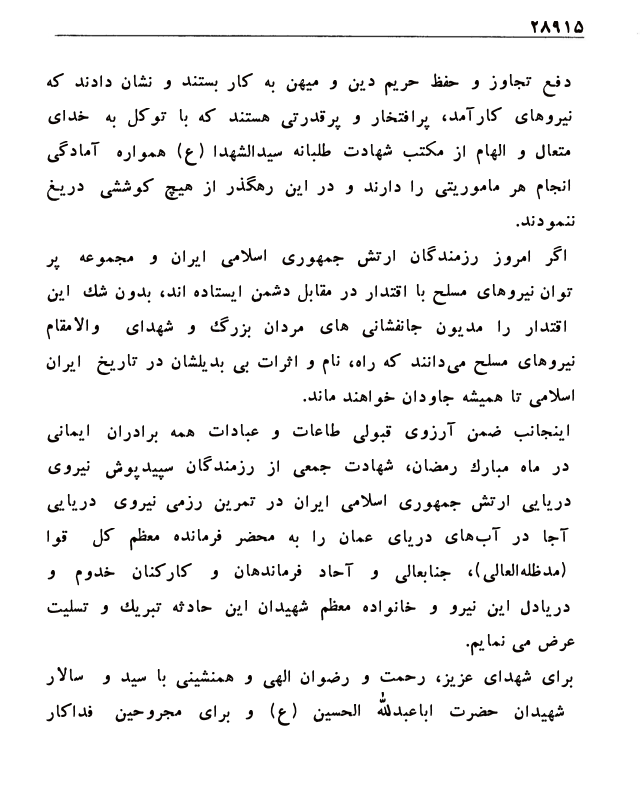 ۲۸۹۱۵
دفع تجاوز و حفظ حریم دین و میهن به کار بستند و نشان دادند که
نیروهای کارآمد، پرافتخار و پرقدرتی هستند که با توکل به خدای
متعال و الهام از مکتب شهادت طلبانه سیدالشهدا (ع) همواره آمادگی
انجام هر ماموریتی را دارند و در این رهگذر از هیچ کوششی دریغ
ننمودند.
اگر امروز رزمندگان ارتش جمهوری اسلامی ایران و مجموعه پر
توان نیروهای مسلح با اقتدار در مقابل دشمن ایستاده اند، بدون شك این
اقتدار را مدیون جانفشانی های مردان بزرگ و شهدای والامقام
نیروهای مسلح می‌دانند که راه، نام و اثرات بی بدیلشان در تاریخ ایران
اسلامی تا همیشه جاودان خواهند ماند.
اینجانب ضمن آرزوی قبولی طاعات و عبادات همه برادران ایمانی
در ماه مبارك رمضان، شهادت جمعی از رزمندگان سپیدپوش نیروی
دریایی ارتش جمهوری اسلامی ایران در تمرین رزمی نیروی دریایی
آجا در آب‌های دریای عمان را به محضر فرمانده معظم کل قوا
(مدظله‌العالی)، جنابعالی و آحاد فرماندهان و کارکنان خدوم و
دریادل این نیرو و خانواده معظم شهیدان این حادثه تبریك و تسلیت
عرض می نمایم.
برای شهدای عزیز، رحمت و رضوان الهی و همنشینی با سید و سالار
شهیدان حضرت اباعبدلله الحسین (ع) و برای مجروحین فداکار